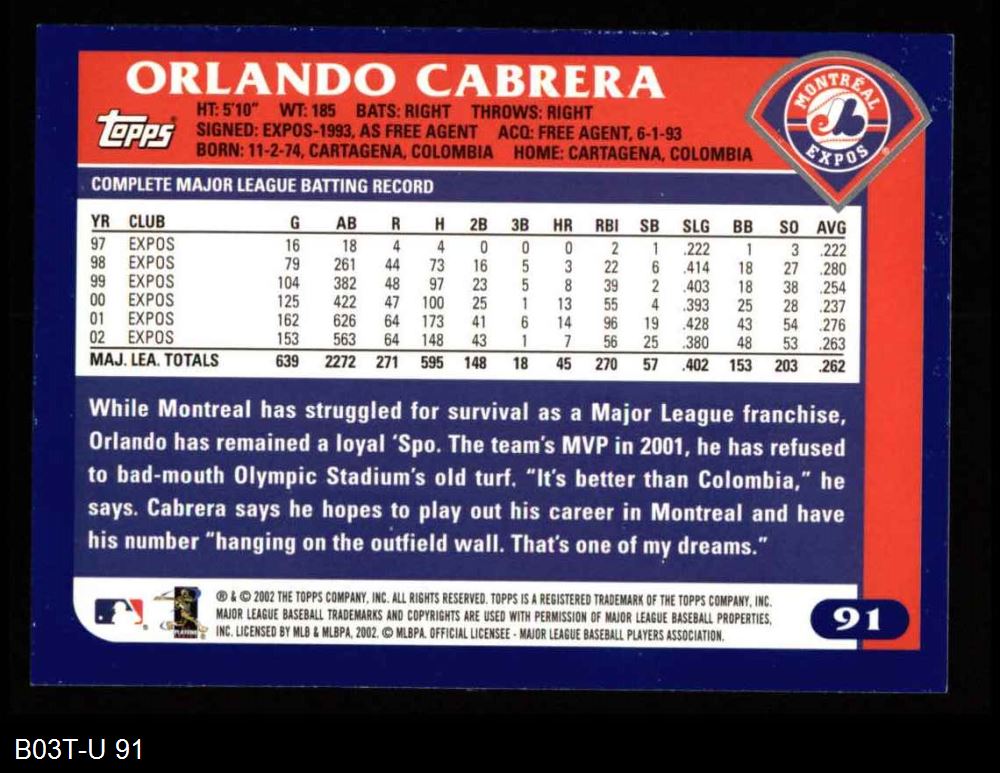 ORLANDO CABRERA
topps
HT: 5'10" WT: 185 BATS: RIGHT THROWS: RIGHT
SIGNED: EXPOS-1993, AS FREE AGENT ACQ: FREE AGENT, 6-1-93
BORN: 11-2-74, CARTAGENA, COLOMBIA HOME: CARTAGENA, COLOMBIA
MONTRÉAL
EXPOS
®
COMPLETE MAJOR LEAGUE BATTING RECORD
YR CLUB G AB R H 2B 3B HR RBI SB SLG BB SO AVG
97 EXPOS 16 18 4 4 0 0 0 2 1 .222 1 3 .222
98 EXPOS 79 261 44 73 16 5 3 22 6 .414 18 27 .280
99 EXPOS 104 382 48 97 23 5 8 39 2 .403 18 38 .254
00 EXPOS 125 422 47 100 25 1 13 55 4 .393 25 28 .237
01 EXPOS 162 626 64 173 41 6 14 96 19 .428 43 54 .276
02 EXPOS 153 563 64 148 43 1 7 56 25 .380 48 53 .263
MAJ. LEA. TOTALS 639 2272 271 595 148 18 45 270 57 .402 153 203 .262
While Montreal has struggled for survival as a Major League franchise,
Orlando has remained a loyal 'Spo. The team's MVP in 2001, he has refused
to bad-mouth Olympic Stadium's old turf. "It's better than Colombia," he
says. Cabrera says he hopes to play out his career in Montreal and have
his number "hanging on the outfield wall. That's one of my dreams."
® & © 2002 THE TOPPS COMPANY, INC. ALL RIGHTS RESERVED. TOPPS IS A REGISTERED TRADEMARK OF THE TOPPS COMPANY, INC.
MAJOR LEAGUE BASEBALL TRADEMARKS AND COPYRIGHTS ARE USED WITH PERMISSION OF MAJOR LEAGUE BASEBALL PROPERTIES,
INC. LICENSED BY MLB & MLBPA, 2002. © MLBPA. OFFICIAL LICENSEE - MAJOR LEAGUE BASEBALL PLAYERS ASSOCIATION.
91
B03T-U 91